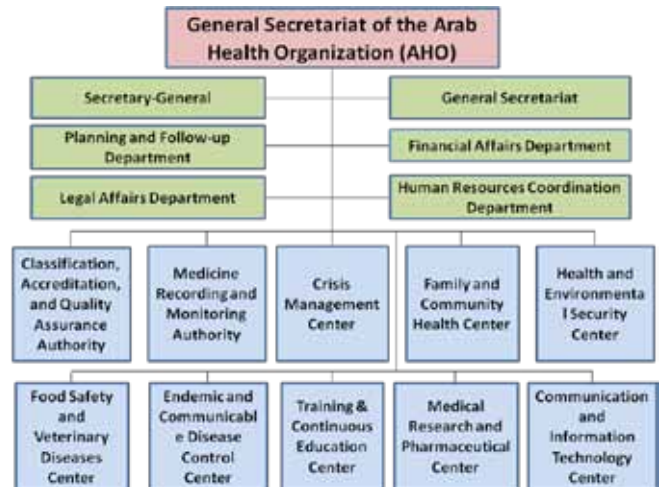 General Secretariat of the Arab
Health Organization (AHO)
Secretary-General
General Secretariat
Planning and Follow-up
Department
Financial Affairs Department
Legal Affairs Department
Human Resources Coordination
Department
Classification,
Accreditation,
and Quality
Assurance
Authority
Medicine
Recording and
Monitoring
Authority
Crisis
Management
Center
Family and
Community
Health Center
Health and
Environmenta
l Security
Center
Food Safety
and
Veterinary
Diseases
Center
Endemic and
Communicabl
e Disease
Control Center
Training &
Continuous
Education
Center
Medical
Research and
Pharmaceutical
Center
Communication
and
Information
Technology
Center